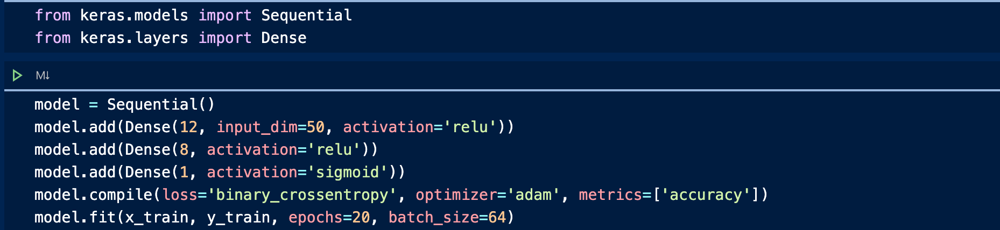 from keras.models import Sequential
from keras.layers import Dense
M↓
model = Sequential()
model.add(Dense(12, input_dim=50, activation='relu'))
model.add(Dense(8, activation='relu'))
model.add(Dense(1, activation='sigmoid'))
model.compile(loss='binary_crossentropy', optimizer='adam', metrics=['accuracy'])
model.fit(x_train, y_train, epochs=20, batch_size=64)